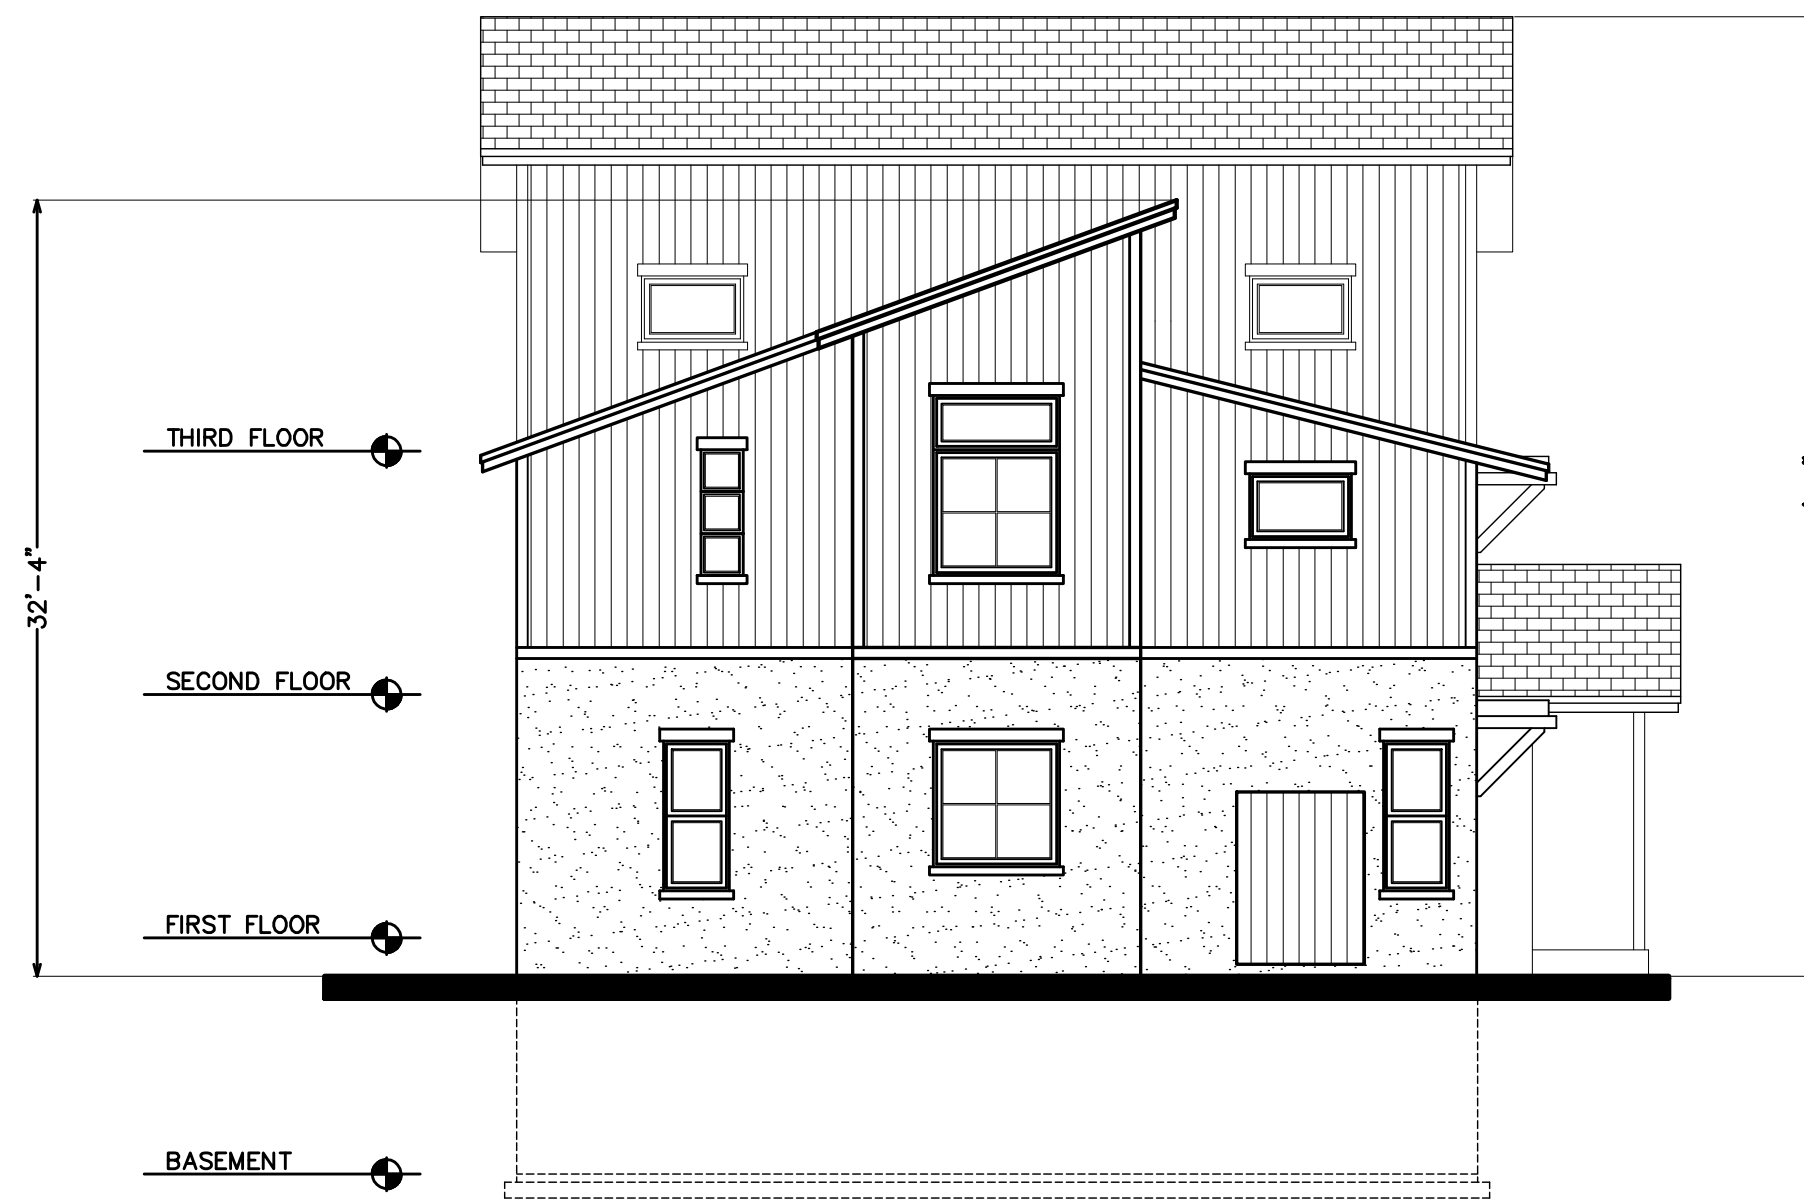 THIRD FLOOR
32'-4"
SECOND FLOOR
FIRST FLOOR
BASEMENT